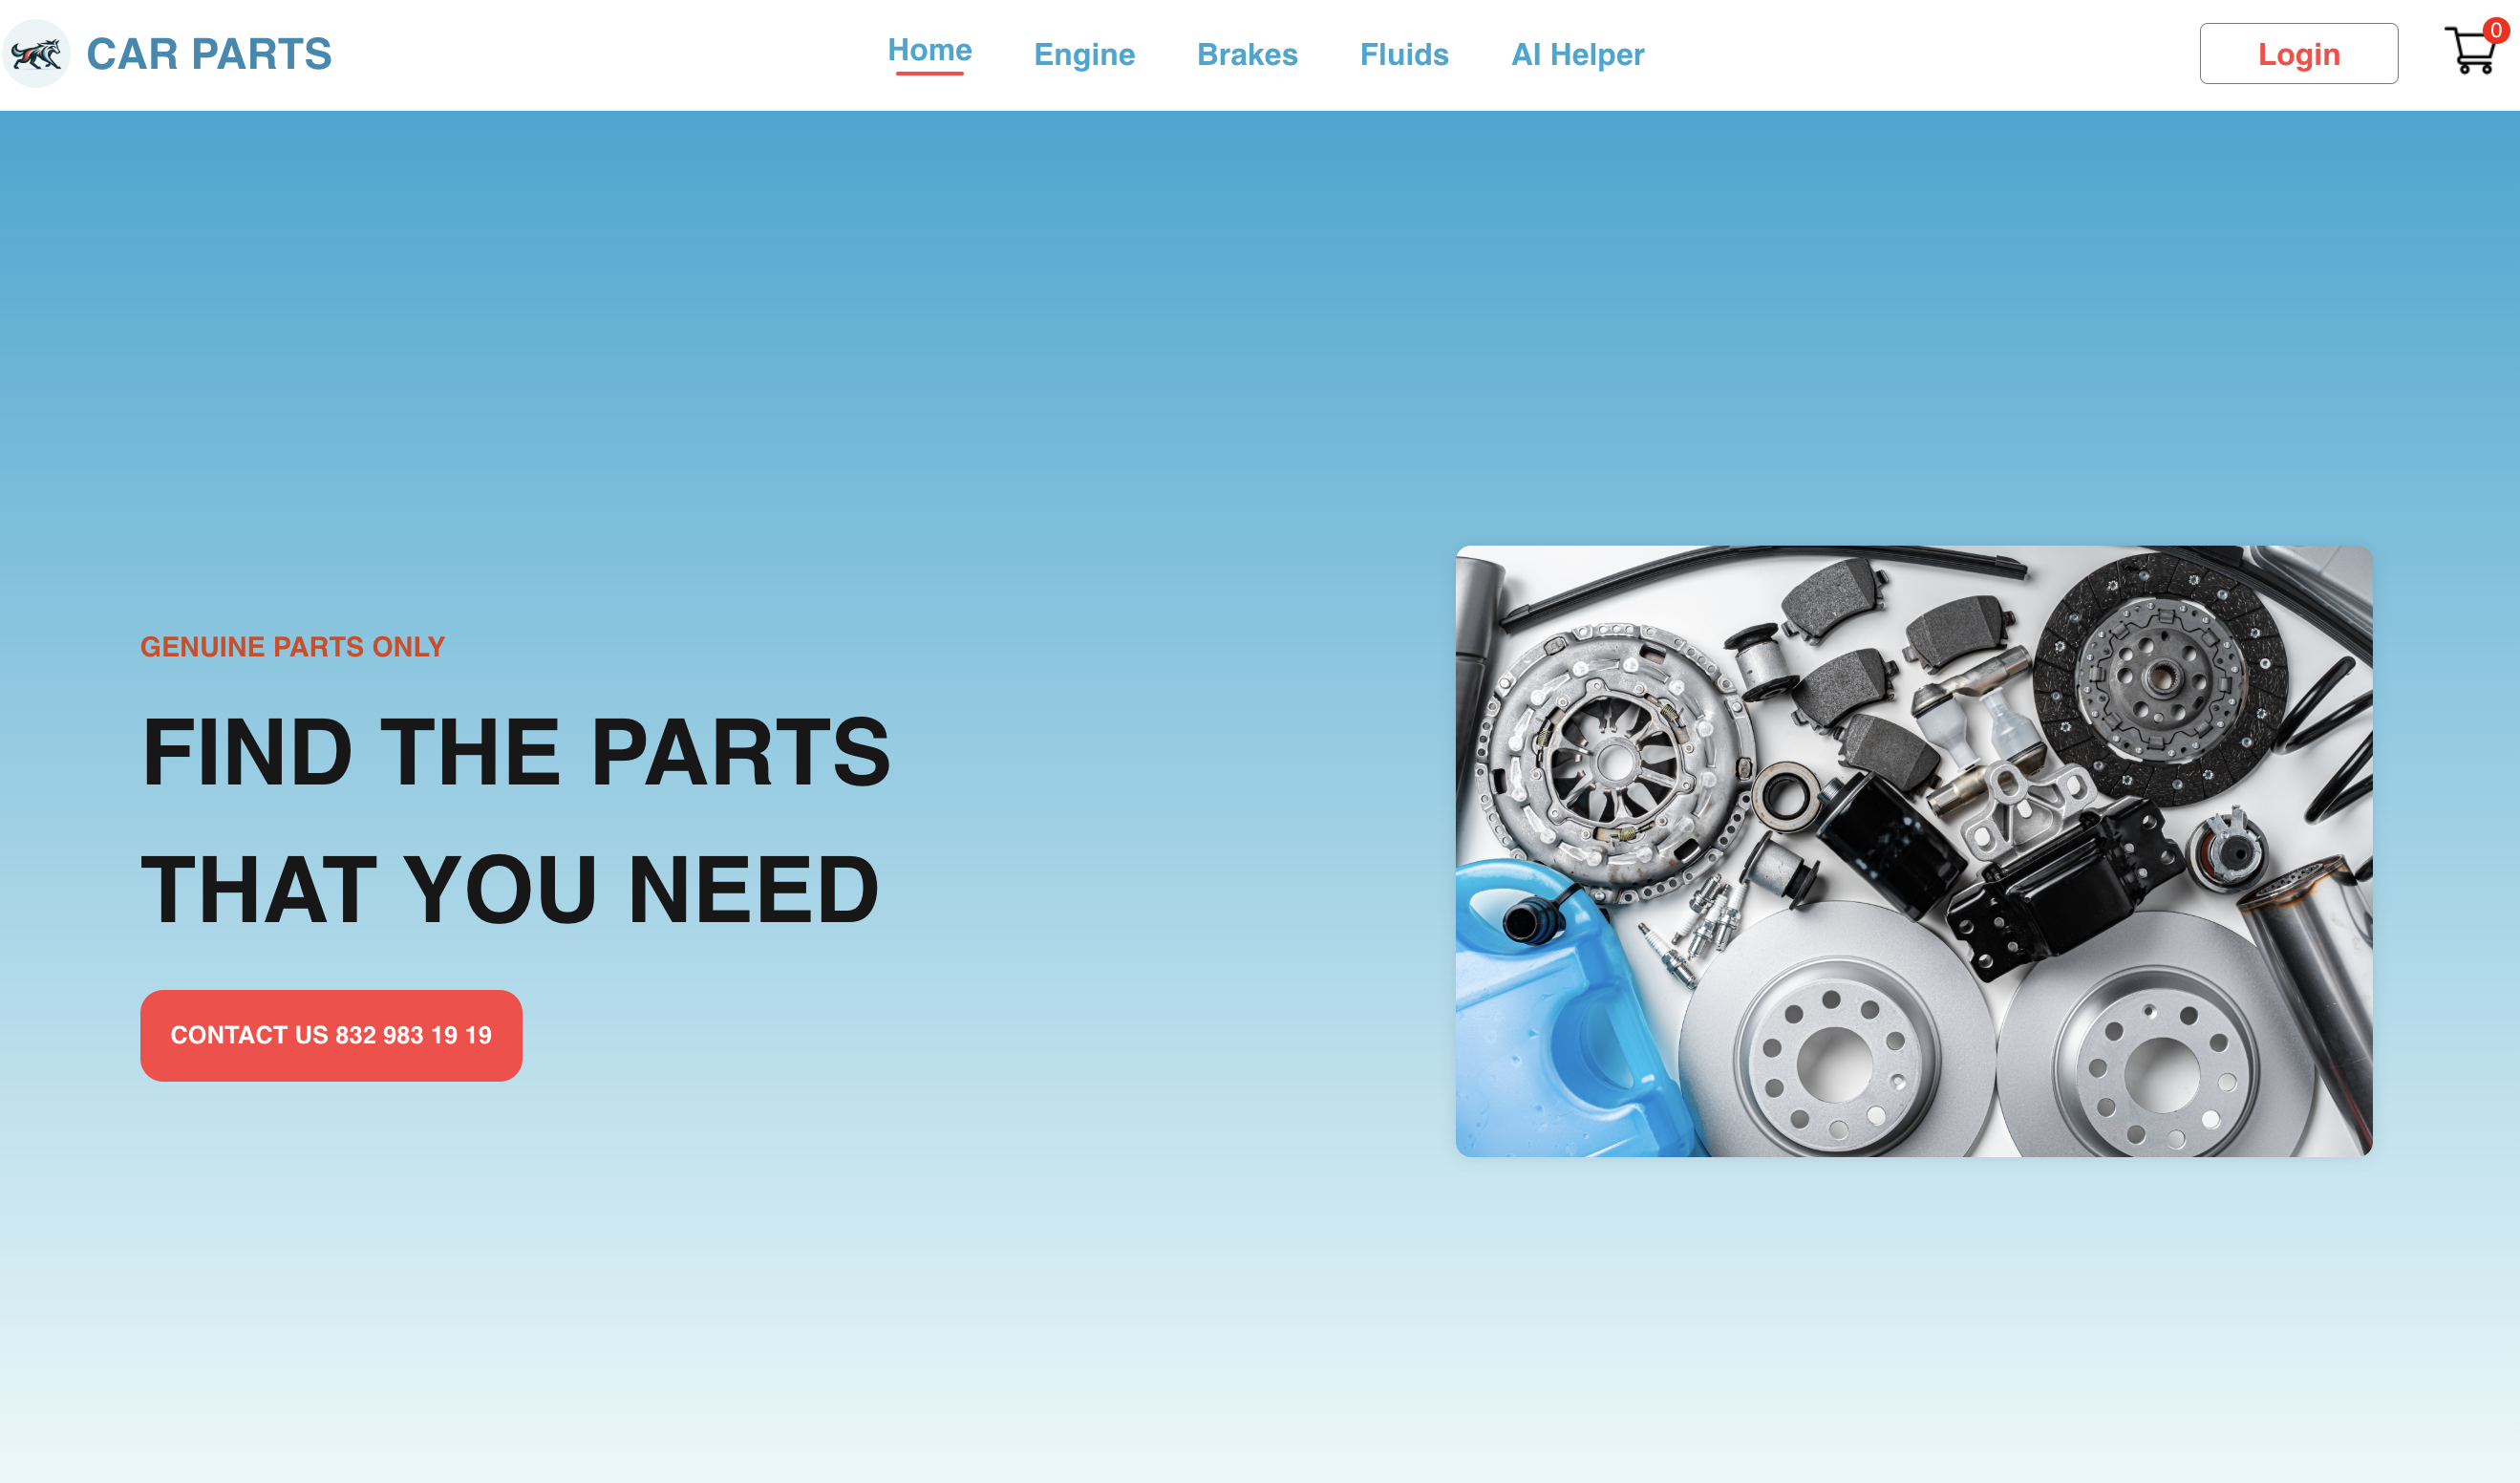 CAR PARTS
Home
Engine
Brakes
Fluids
AI Helper
Login
0
GENUINE PARTS ONLY
FIND THE PARTS
THAT YOU NEED
CONTACT US 832 983 19 19